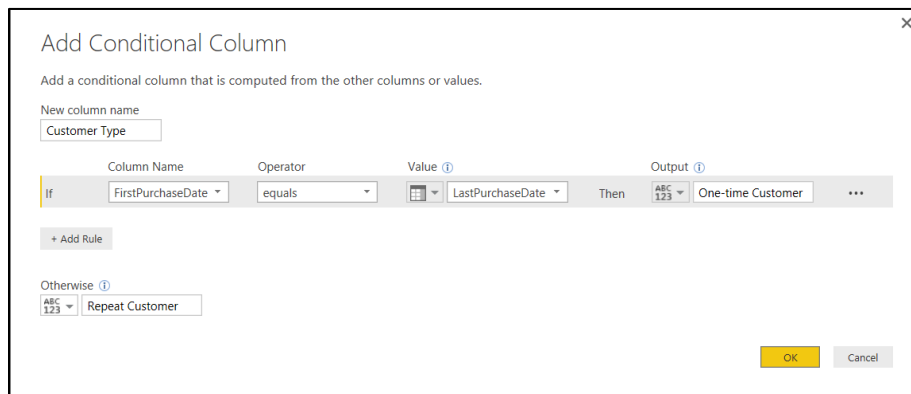 Add Conditional Column
Add a conditional column that is computed from the other columns or values.
New column name
Customer Type
Column Name Operator Value Output
If FirstPurchaseDate equals LastPurchaseDate Then ABC 123 One-time Customer ...
+ Add Rule
Otherwise
ABC 123 Repeat Customer
OK Cancel